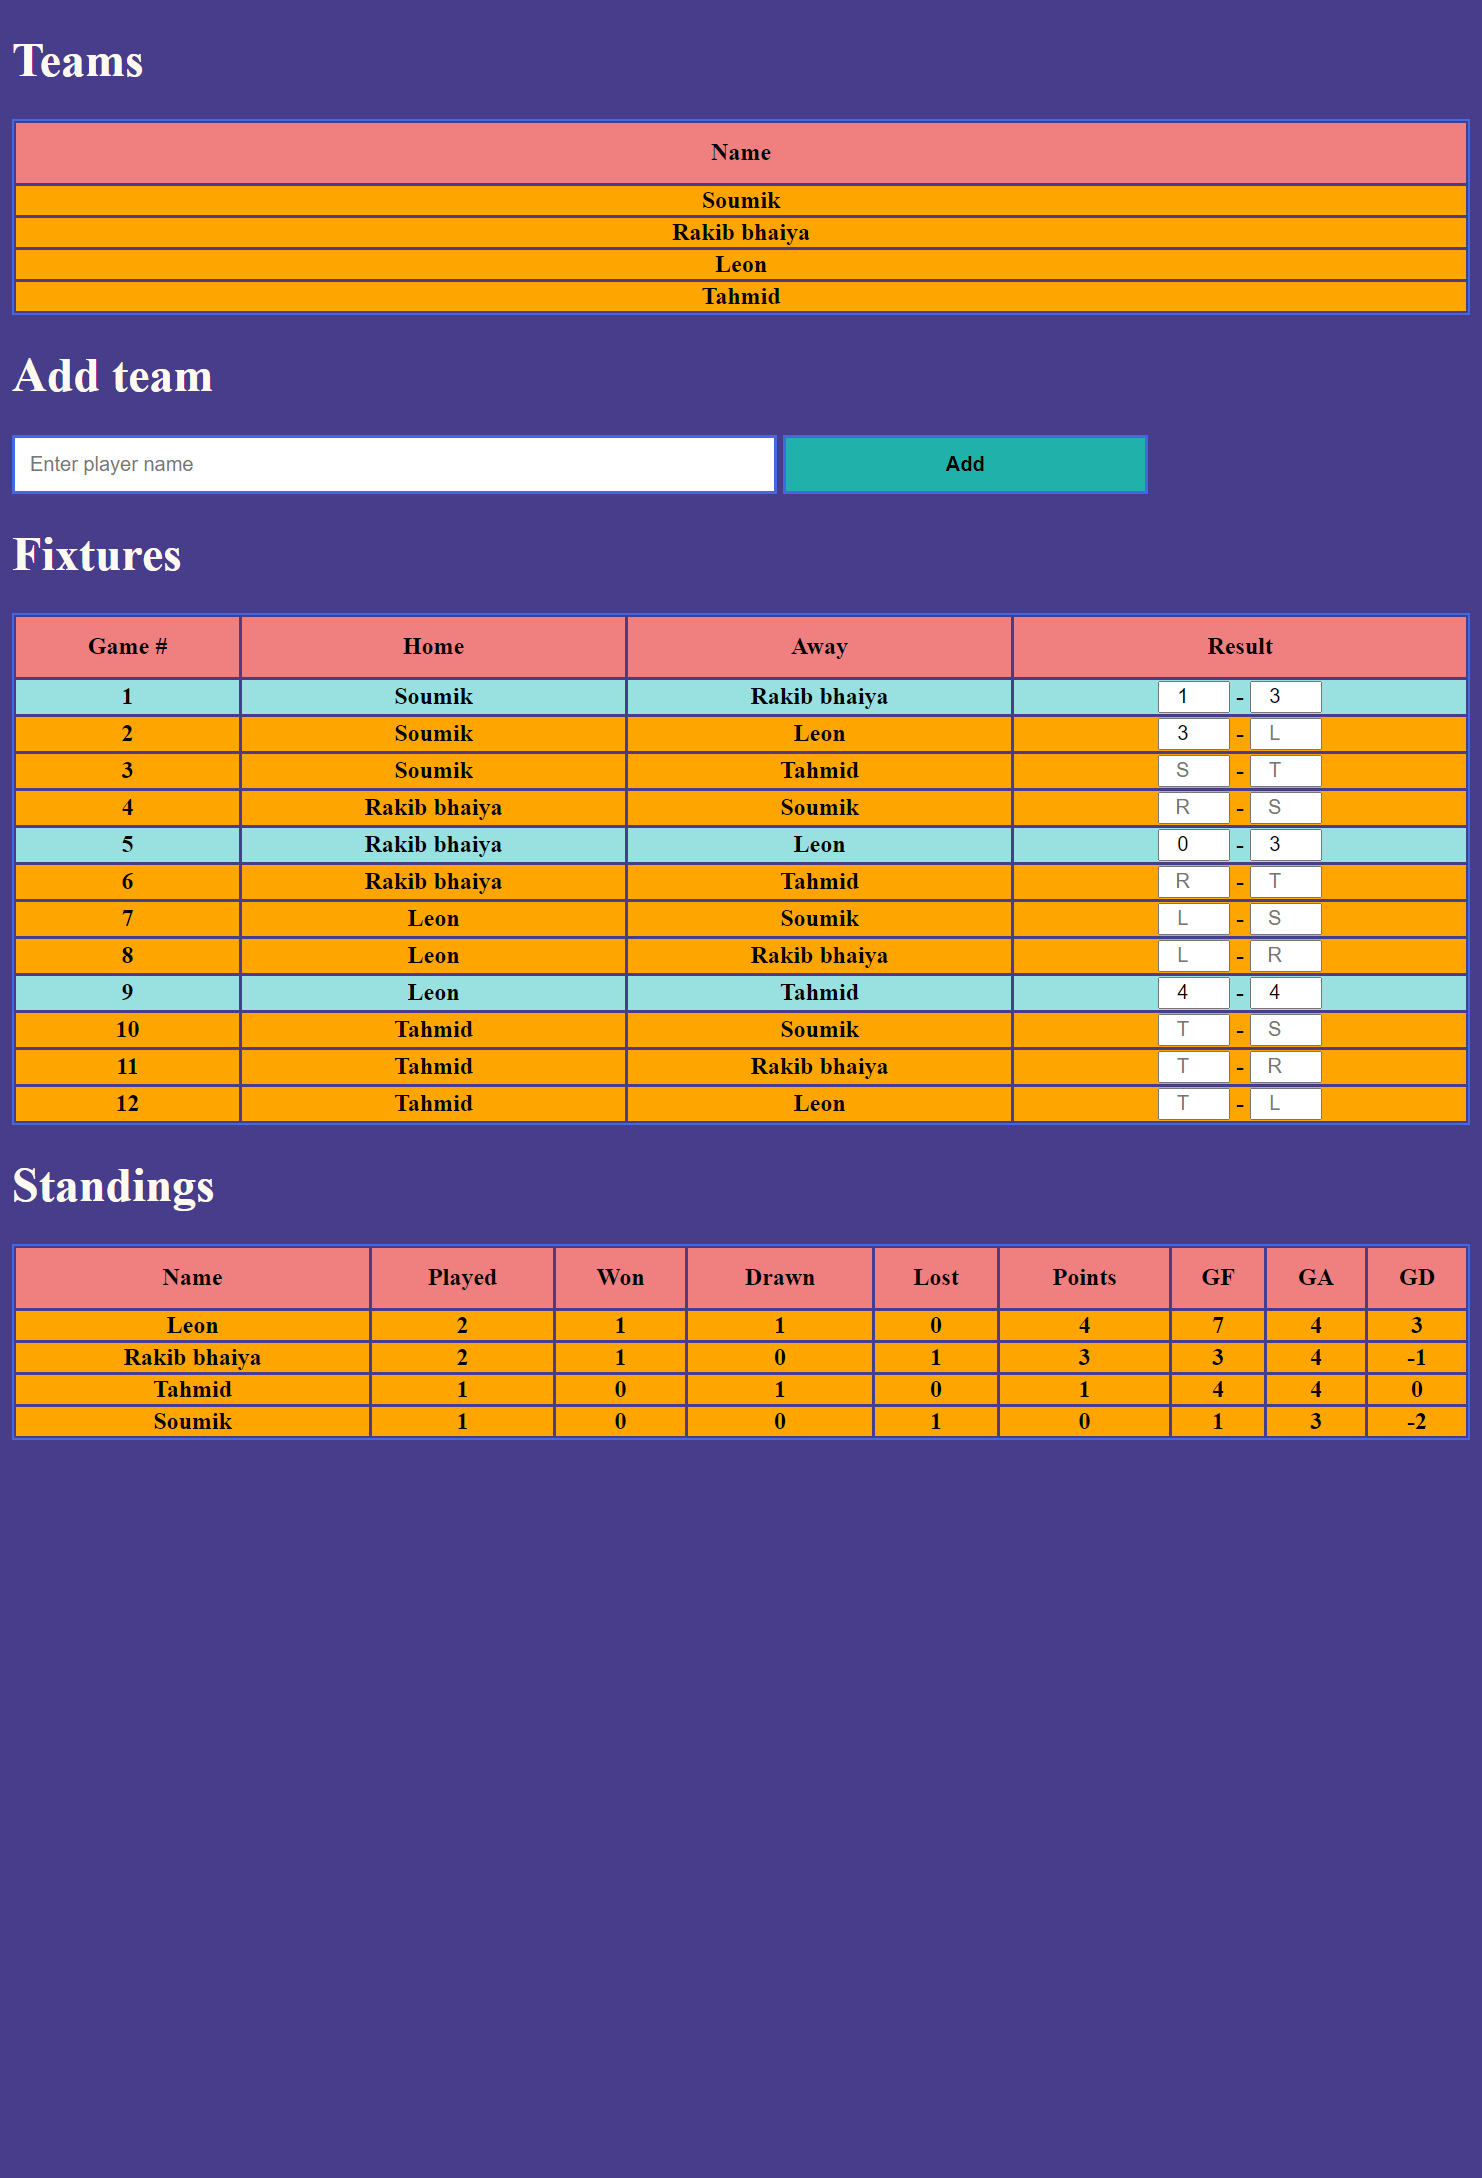 Teams
Name
Soumik
Rakib bhaiya
Leon
Tahmid
Add team
Enter player name Add
Fixtures
Game # Home Away Result
1 Soumik Rakib bhaiya 1 - 3
2 Soumik Leon 3 - L
3 Soumik Tahmid S - T
4 Rakib bhaiya Soumik R - S
5 Rakib bhaiya Leon 0 - 3
6 Rakib bhaiya Tahmid R - T
7 Leon Soumik L - S
8 Leon Rakib bhaiya L - R
9 Leon Tahmid 4 - 4
10 Tahmid Soumik T - S
11 Tahmid Rakib bhaiya T - R
12 Tahmid Leon T - L
Standings
Name Played Won Drawn Lost Points GF GA GD
Leon 2 1 1 0 4 7 4 3
Rakib bhaiya 2 1 0 1 3 3 4 -1
Tahmid 1 0 1 0 1 4 4 0
Soumik 1 0 0 1 0 1 3 -2